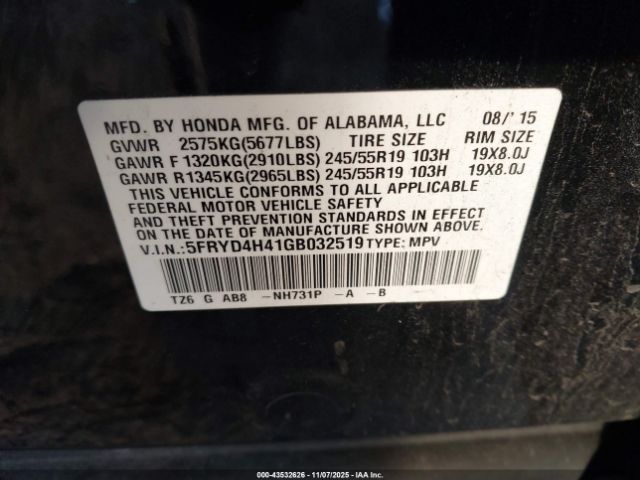 MFD. BY HONDA MFG. OF ALABAMA, LLC 08/'15
GVWR 2575KG(5677LBS) TIRE SIZE RIM SIZE
GAWR F 1320KG(2910LBS) 245/55R19 103H 19X8.0J
GAWR R1345KG(2965LBS) 245/55R19 103H 19X8.0J
THIS VEHICLE CONFORMS TO ALL APPLICABLE
FEDERAL MOTOR VEHICLE SAFETY
AND THEFT PREVENTION STANDARDS IN EFFECT
ON THE DATE OF MANUFACTURE SHOWN ABOVE.
V.I.N.:5FRYD4H41GB032519 TYPE: MPV
TZ6 G AB8 -NH731P -A -B
000-43532626 - 11/07/2025 - IAA Inc.